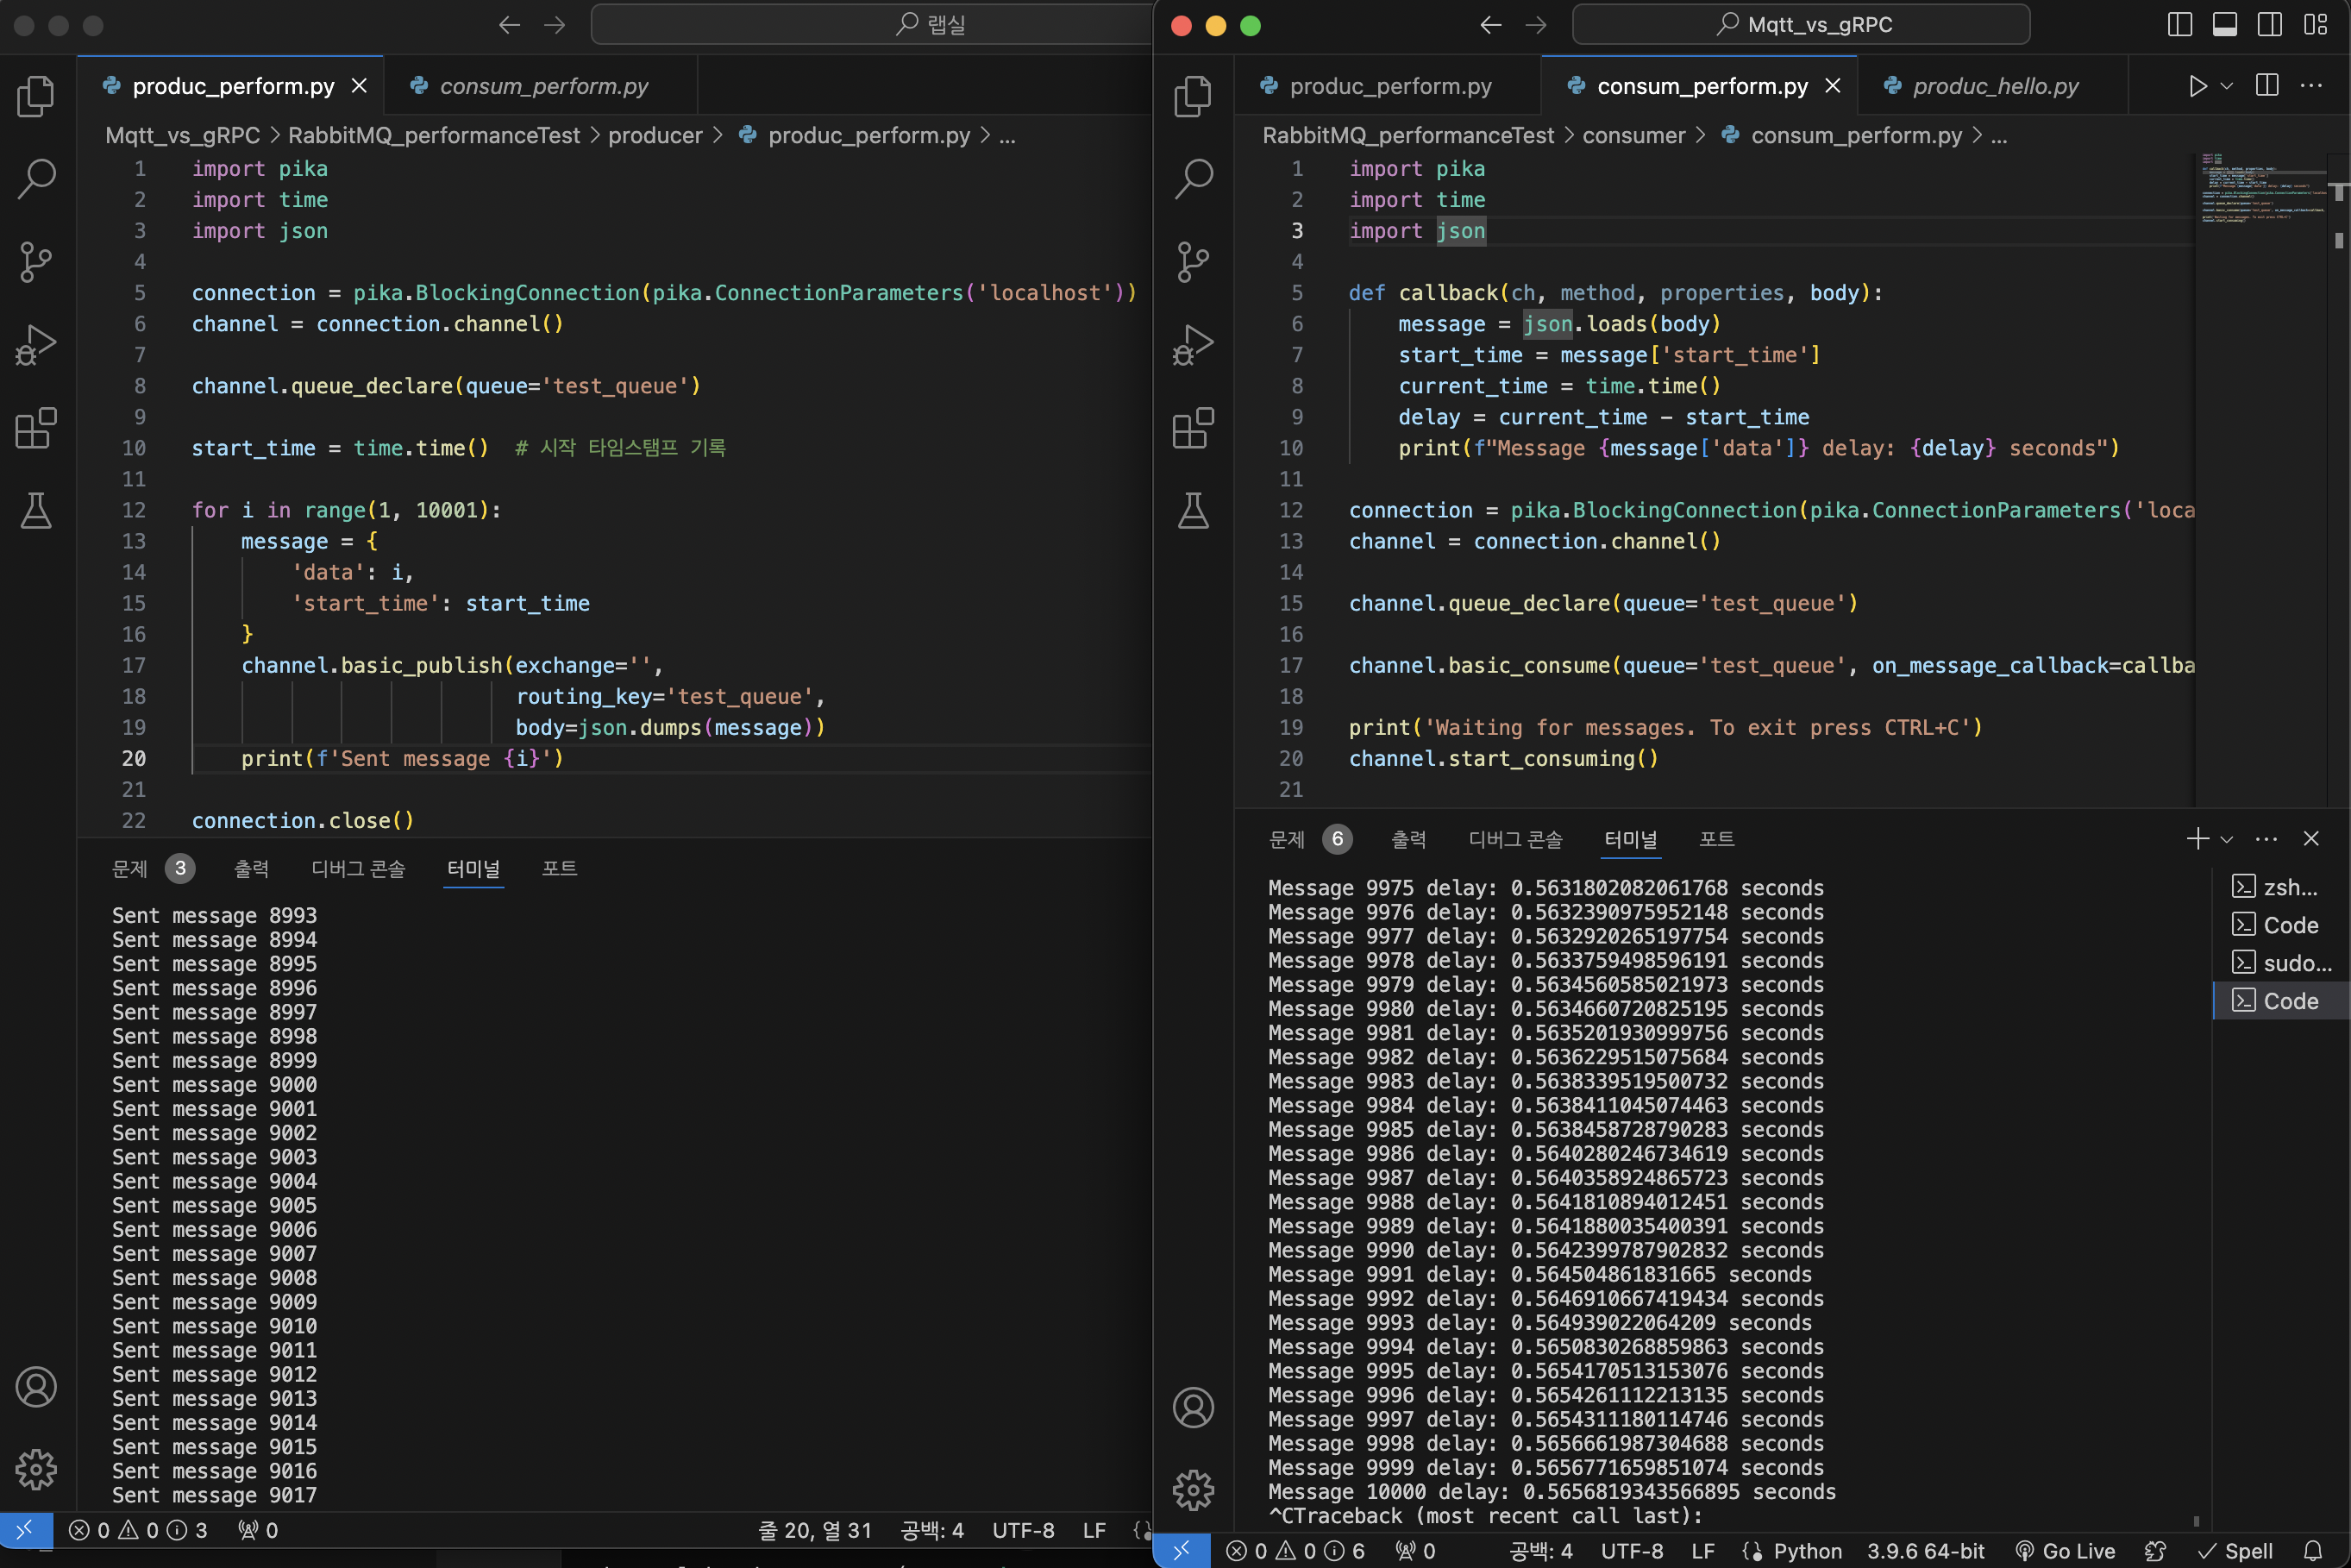 랩실
produc_perform.py
consum_perform.py
Mqtt_vs_gRPC > RabbitMQ_performanceTest > producer > produc_perform.py > ...
1 import pika
2 import time
3 import json
4
5 connection = pika.BlockingConnection(pika.ConnectionParameters('localhost'))
6 channel = connection.channel()
7
8 channel.queue_declare(queue='test_queue')
9
10 start_time = time.time()  # 시작 타임스탬프 기록
11
12 for i in range(1, 10001):
13     message = {
14         'data': i,
15         'start_time': start_time
16     }
17     channel.basic_publish(exchange='',
18                           routing_key='test_queue',
19                           body=json.dumps(message))
20     print(f'Sent message {i}')
21
22 connection.close()
문제 3 출력 디버그 콘솔 터미널 포트
Sent message 8993
Sent message 8994
Sent message 8995
Sent message 8996
Sent message 8997
Sent message 8998
Sent message 8999
Sent message 9000
Sent message 9001
Sent message 9002
Sent message 9003
Sent message 9004
Sent message 9005
Sent message 9006
Sent message 9007
Sent message 9008
Sent message 9009
Sent message 9010
Sent message 9011
Sent message 9012
Sent message 9013
Sent message 9014
Sent message 9015
Sent message 9016
Sent message 9017
0 0 3 0 줄 20, 열 31 공백: 4 UTF-8 LF
Mqtt_vs_gRPC
produc_perform.py
consum_perform.py
produc_hello.py
RabbitMQ_performanceTest > consumer > consum_perform.py > ...
1 import pika
2 import time
3 import json
4
5 def callback(ch, method, properties, body):
6     message = json.loads(body)
7     start_time = message['start_time']
8     current_time = time.time()
9     delay = current_time - start_time
10     print(f"Message {message['data']} delay: {delay} seconds")
11
12 connection = pika.BlockingConnection(pika.ConnectionParameters('loca
13 channel = connection.channel()
14
15 channel.queue_declare(queue='test_queue')
16
17 channel.basic_consume(queue='test_queue', on_message_callback=callba
18
19 print('Waiting for messages. To exit press CTRL+C')
20 channel.start_consuming()
21
문제 6 출력 디버그 콘솔 터미널 포트
Message 9975 delay: 0.5631802082061768 seconds
Message 9976 delay: 0.5632390975952148 seconds
Message 9977 delay: 0.5632920265197754 seconds
Message 9978 delay: 0.5633759498596191 seconds
Message 9979 delay: 0.5634560585021973 seconds
Message 9980 delay: 0.5634660720825195 seconds
Message 9981 delay: 0.5635201930999756 seconds
Message 9982 delay: 0.5636229515075684 seconds
Message 9983 delay: 0.5638339519500732 seconds
Message 9984 delay: 0.5638411045074463 seconds
Message 9985 delay: 0.5638458728790283 seconds
Message 9986 delay: 0.5640280246734619 seconds
Message 9987 delay: 0.5640358924865723 seconds
Message 9988 delay: 0.5641810894012451 seconds
Message 9989 delay: 0.5641880035400391 seconds
Message 9990 delay: 0.5642399787902832 seconds
Message 9991 delay: 0.564504861831665 seconds
Message 9992 delay: 0.5646910667419434 seconds
Message 9993 delay: 0.564939022064209 seconds
Message 9994 delay: 0.5650830268859863 seconds
Message 9995 delay: 0.5654170513153076 seconds
Message 9996 delay: 0.5654261112213135 seconds
Message 9997 delay: 0.5654311180114746 seconds
Message 9998 delay: 0.5656661987304688 seconds
Message 9999 delay: 0.5656771659851074 seconds
Message 10000 delay: 0.5656819343566895 seconds
^CTraceback (most recent call last):
zsh...
Code
sudo...
Code
0 0 6 0 공백: 4 UTF-8 LF Python 3.9.6 64-bit Go Live Spell